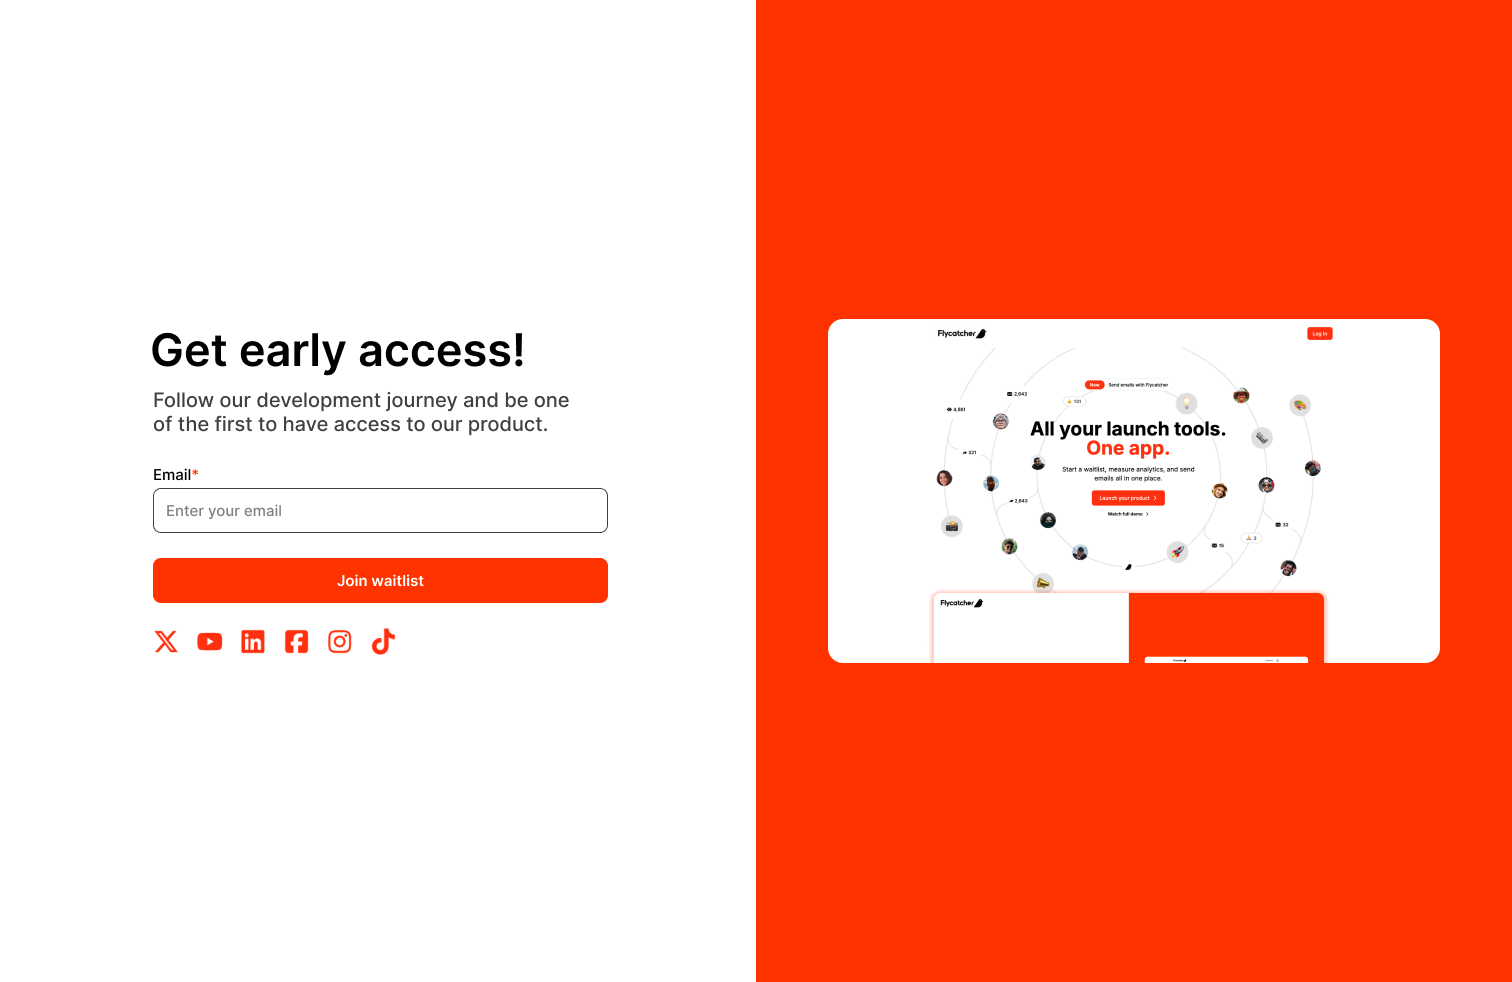 Get early access!
Follow our development journey and be one
of the first to have access to our product.
Email*
Enter your email
Join waitlist
Flycatcher
Log in
New Send emails with Flycatcher
2,643
121
4,561
All your launch tools.
One app.
321
Start a waitlist, measure analytics, and send
emails all in one place.
Launch your product
2,843
Watch full demo
32
3
15
Flycatcher